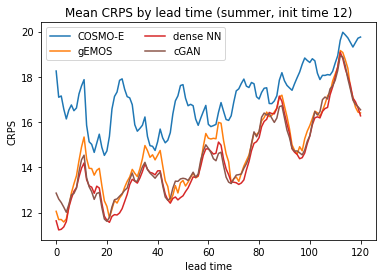 Mean CRPS by lead time (summer, init time 12)
COSMO-E
gEMOS
dense NN
cGAN
CRPS
20
18
16
14
12
0
20
40
60
80
100
120
lead time